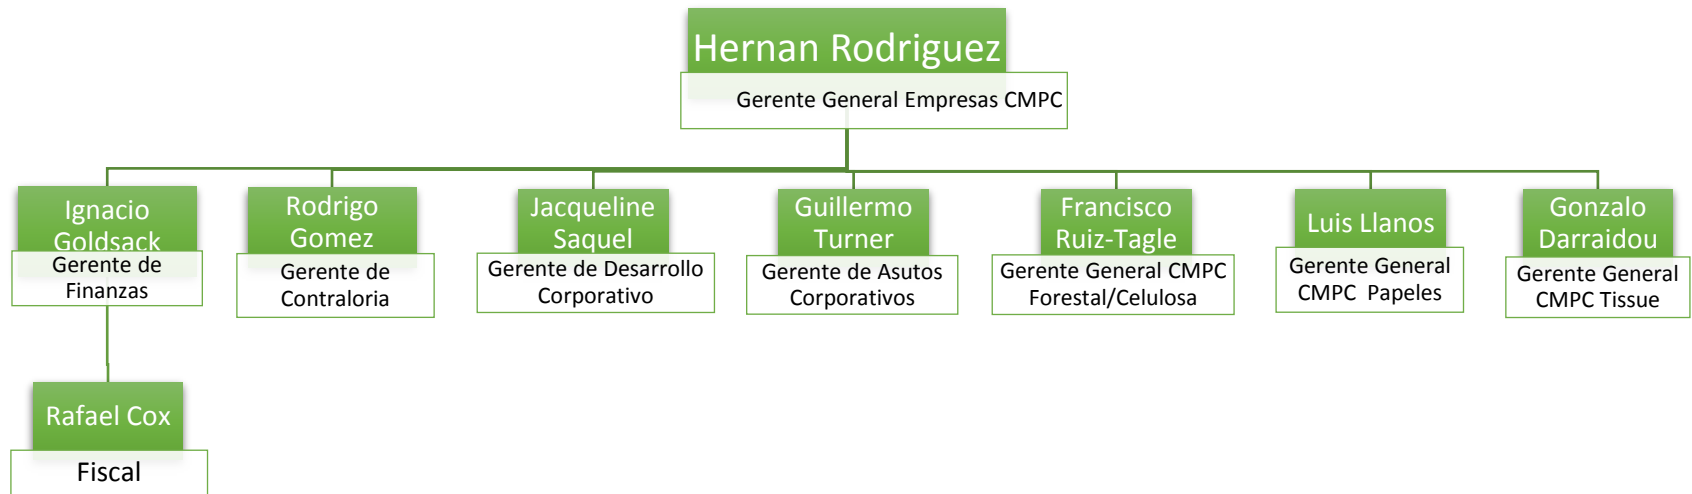 Hernan Rodriguez
Gerente General Empresas CMPC
Ignacio
Goldsack
Gerente de
Finanzas
Rodrigo
Gomez
Gerente de
Contraloria
Jacqueline
Saquel
Gerente de Desarrollo
Corporativo
Guillermo
Turner
Gerente de Asutos
Corporativos
Francisco
Ruiz-Tagle
Gerente General CMPC
Forestal/Celulosa
Luis Llanos
Gerente General
CMPC Papeles
Gonzalo
Darraidou
Gerente General
CMPC Tissue
Rafael Cox
Fiscal